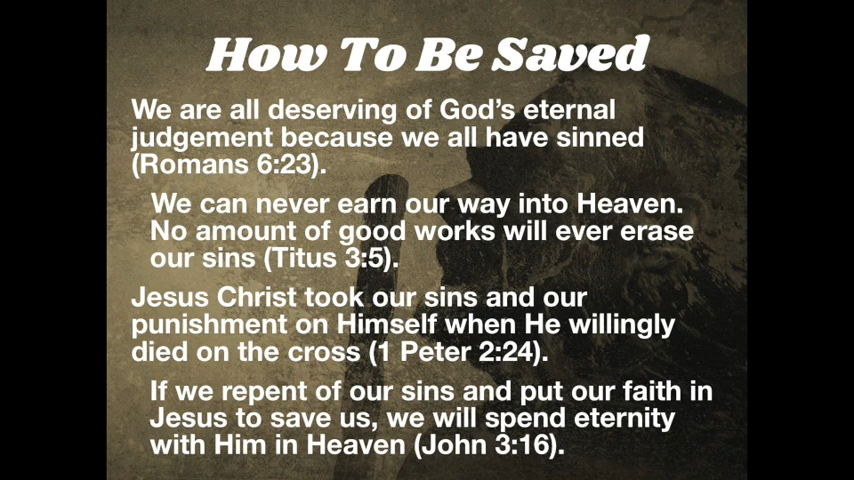 How To Be Saved
We are all deserving of God's eternal
judgement because we all have sinned
(Romans 6:23).
We can never earn our way into Heaven.
No amount of good works will ever erase
our sins (Titus 3:5).
Jesus Christ took our sins and our
punishment on Himself when He willingly
died on the cross (1 Peter 2:24).
If we repent of our sins and put our faith in
Jesus to save us, we will spend eternity
with Him in Heaven (John 3:16).